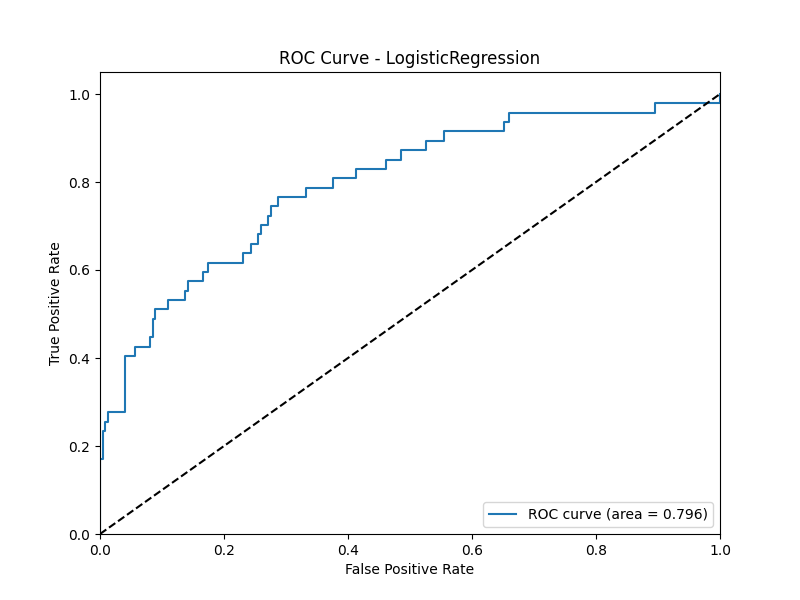 ROC Curve - LogisticRegression
True Positive Rate
1.0
0.8
0.6
0.4
0.2
0.0
ROC curve (area = 0.796)
0.0 0.2 0.4 0.6 0.8 1.0
False Positive Rate